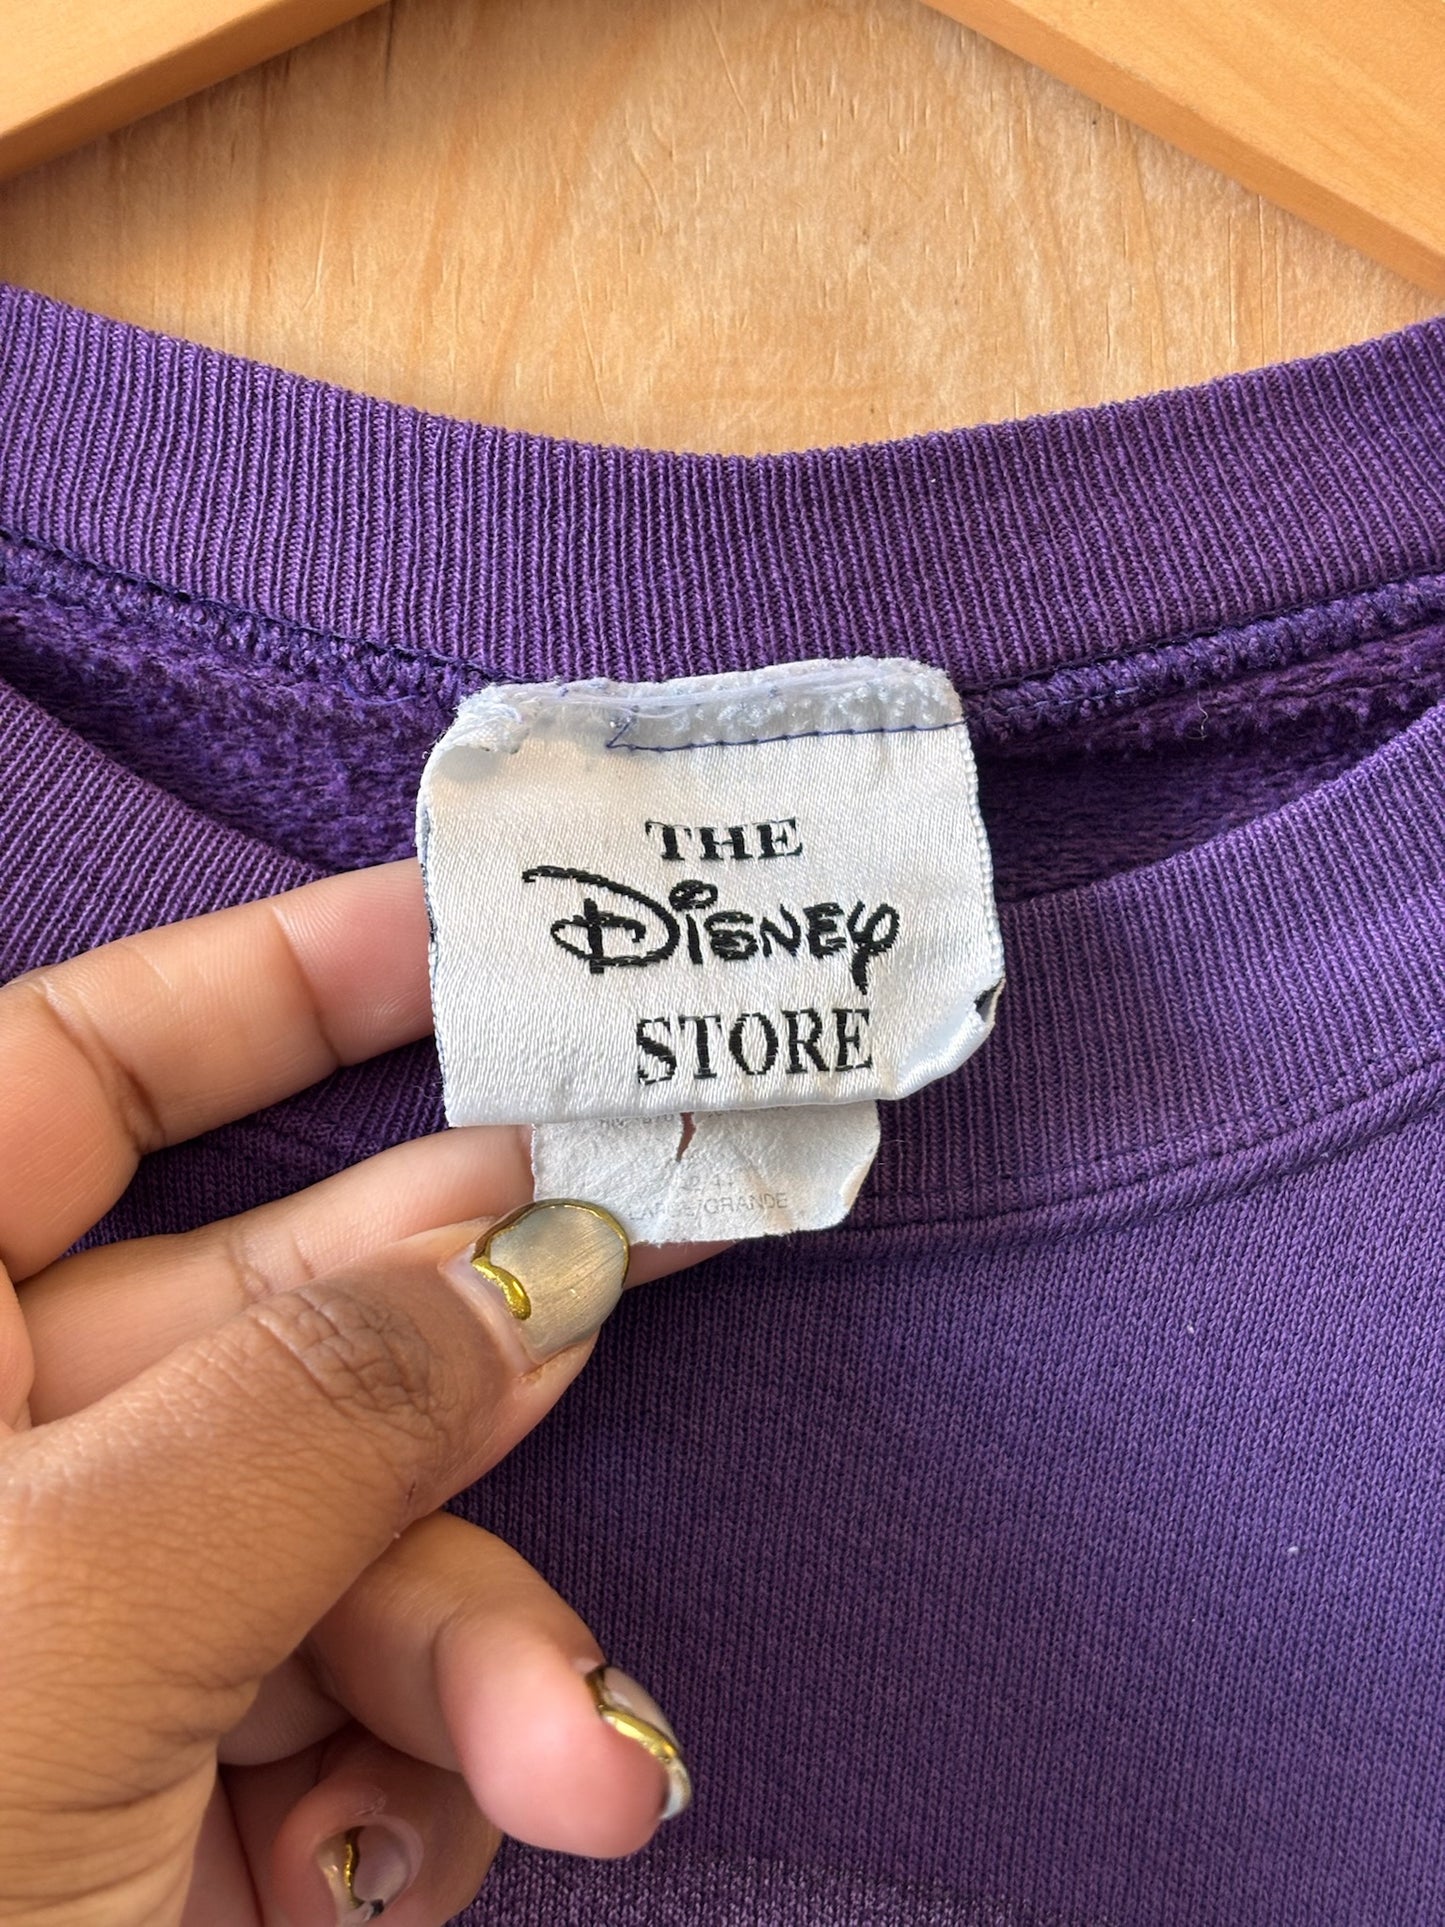 THE
Disney
STORE
LARGE/GRANDE